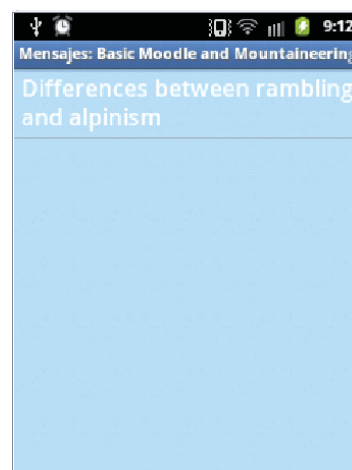 9:12
Mensajes: Basic Moodle and Mountaineering
Differences between rambling
and alpinism